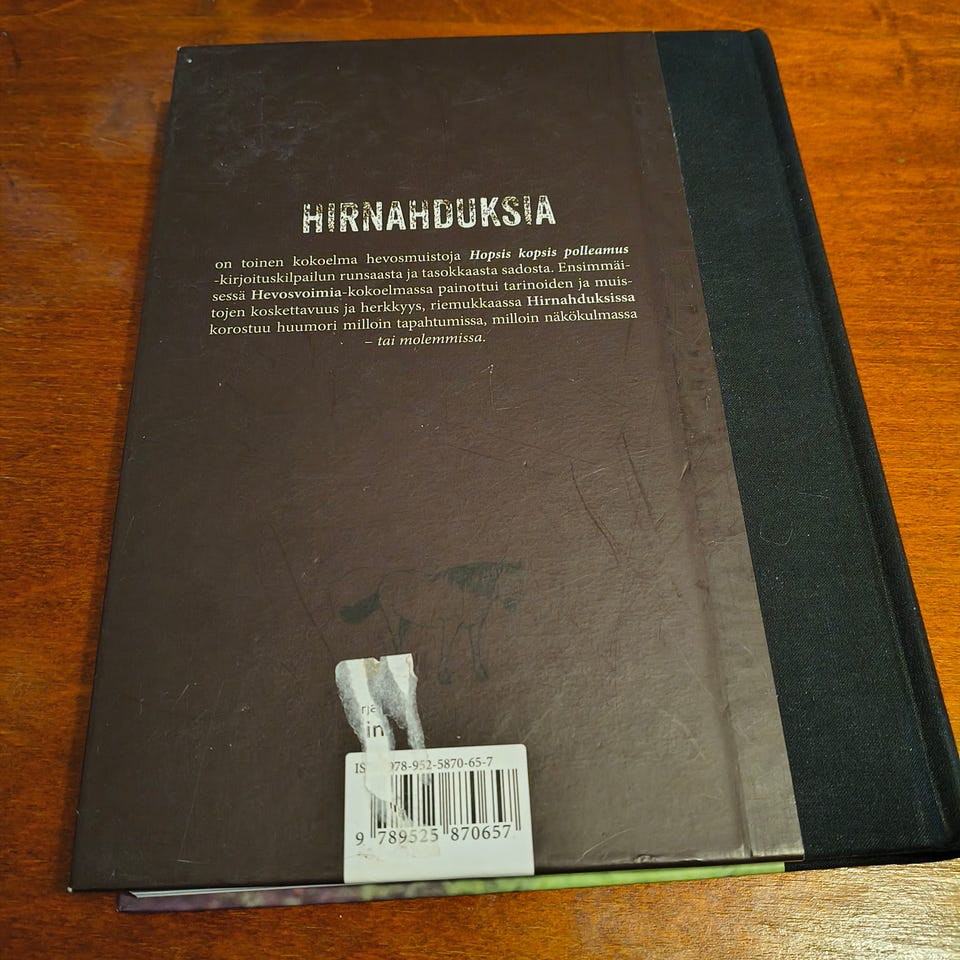 HIRNAHDUKSIA
on toinen kokoelma hevosmuistoja Hopsis kopsis polleamus
-kirjoituskilpailun runsaasta ja tasokkaasta sadosta. Ensimmäi-
sessä Hevosvoimia-kokoelmassa painottui tarinoiden ja muis-
tojen koskettavuus ja herkkyys, riemukkaassa Hirnahduksissa
korostuu huumori milloin tapahtumissa, milloin näkökulmassa
– tai molemmissa.
978-952-5870-65-7
9 789525 870657